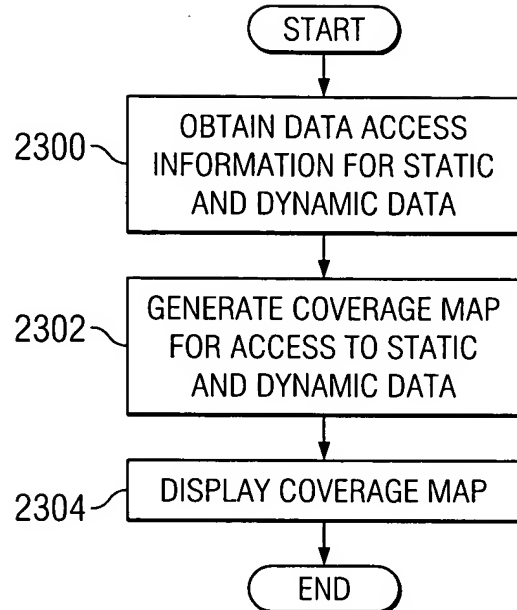 START
2300
OBTAIN DATA ACCESS
INFORMATION FOR STATIC
AND DYNAMIC DATA
2302
GENERATE COVERAGE MAP
FOR ACCESS TO STATIC
AND DYNAMIC DATA
2304
DISPLAY COVERAGE MAP
END